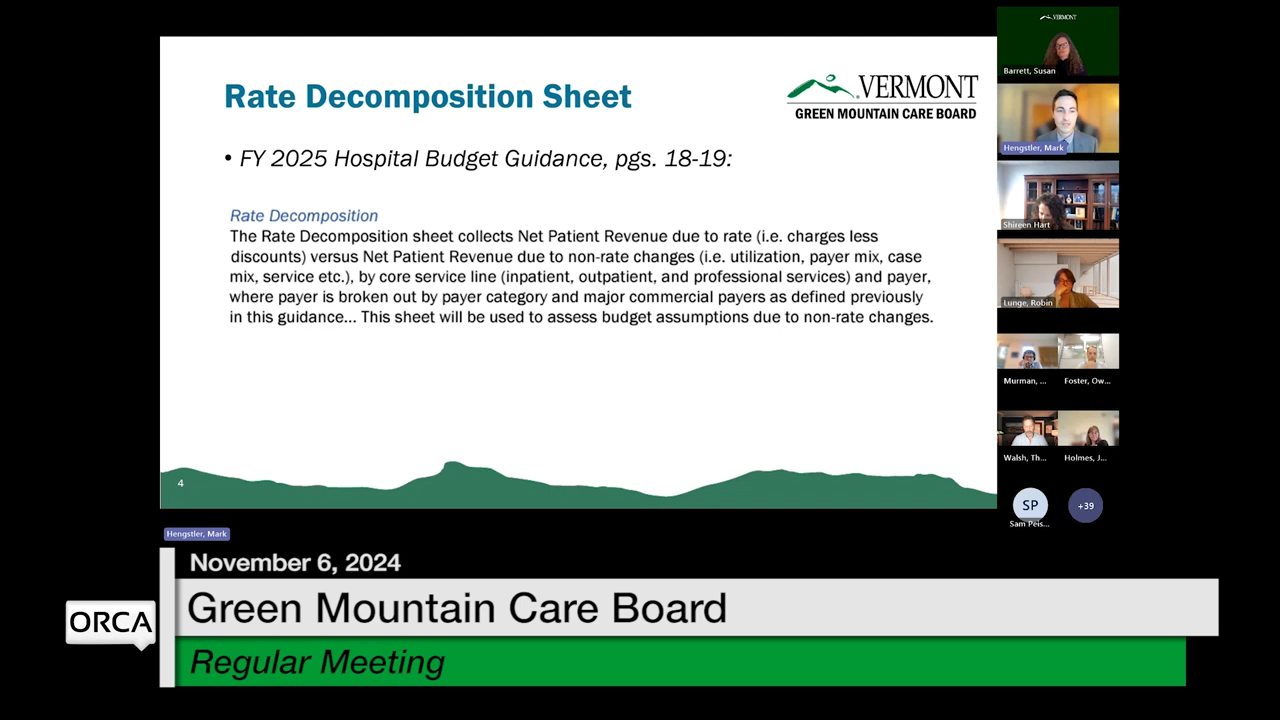 Rate Decomposition Sheet
VERMONT
GREEN MOUNTAIN CARE BOARD
• FY 2025 Hospital Budget Guidance, pgs. 18-19:
Rate Decomposition
The Rate Decomposition sheet collects Net Patient Revenue due to rate (i.e. charges less
discounts) versus Net Patient Revenue due to non-rate changes (i.e. utilization, payer mix, case
mix, service etc.), by core service line (inpatient, outpatient, and professional services) and payer,
where payer is broken out by payer category and major commercial payers as defined previously
in this guidance... This sheet will be used to assess budget assumptions due to non-rate changes.
4
VERMONT
Barrett, Susan
Hengstler, Mark
Shireen Hart
Lunge, Robin
Murman, ...
Foster, Ow...
Walsh, Th...
Holmes, J...
SP
+39
Sam Peis...
Hengstler, Mark
November 6, 2024
ORCA
Green Mountain Care Board
Regular Meeting